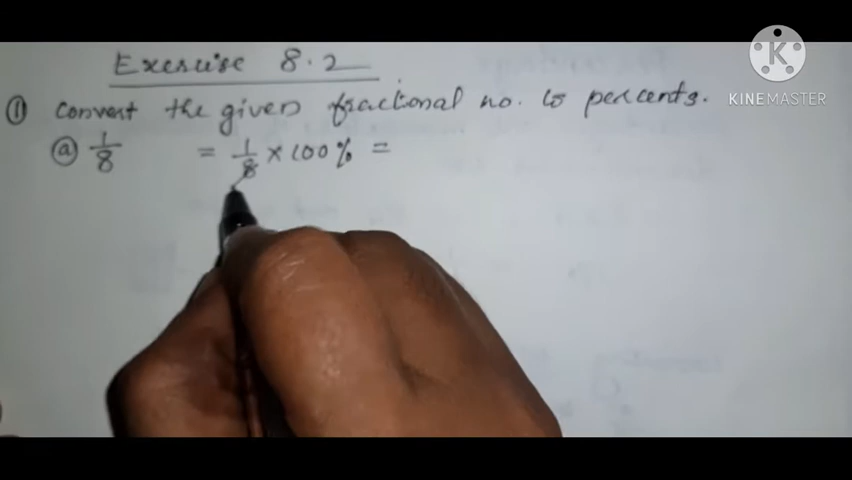 Exercise 8.2
① Convert the given fractional no. to percents.
ⓐ 1/8 = 1/8 × 100% =
K
KINEMASTER